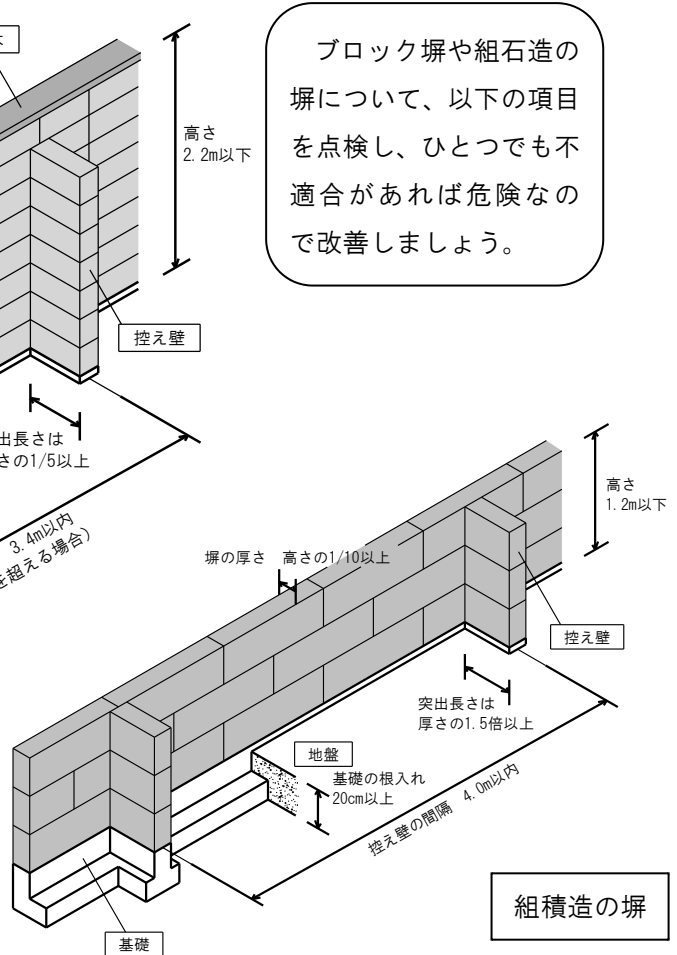 ブロック塀や組石造の
塀について、以下の項目
を点検し、ひとつでも不
適合があれば危険なの
で改善しましょう。
高さ
2.2m以下
控え壁
出長さは
さの1/5以上
3.4m以内
を超える場合)
塀の厚さ 高さの1/10以上
高さ
1.2m以下
控え壁
突出長さは
厚さの1.5倍以上
地盤
基礎の根入れ
20cm以上
控え壁の間隔 4.0m以内
基礎
組積造の塀